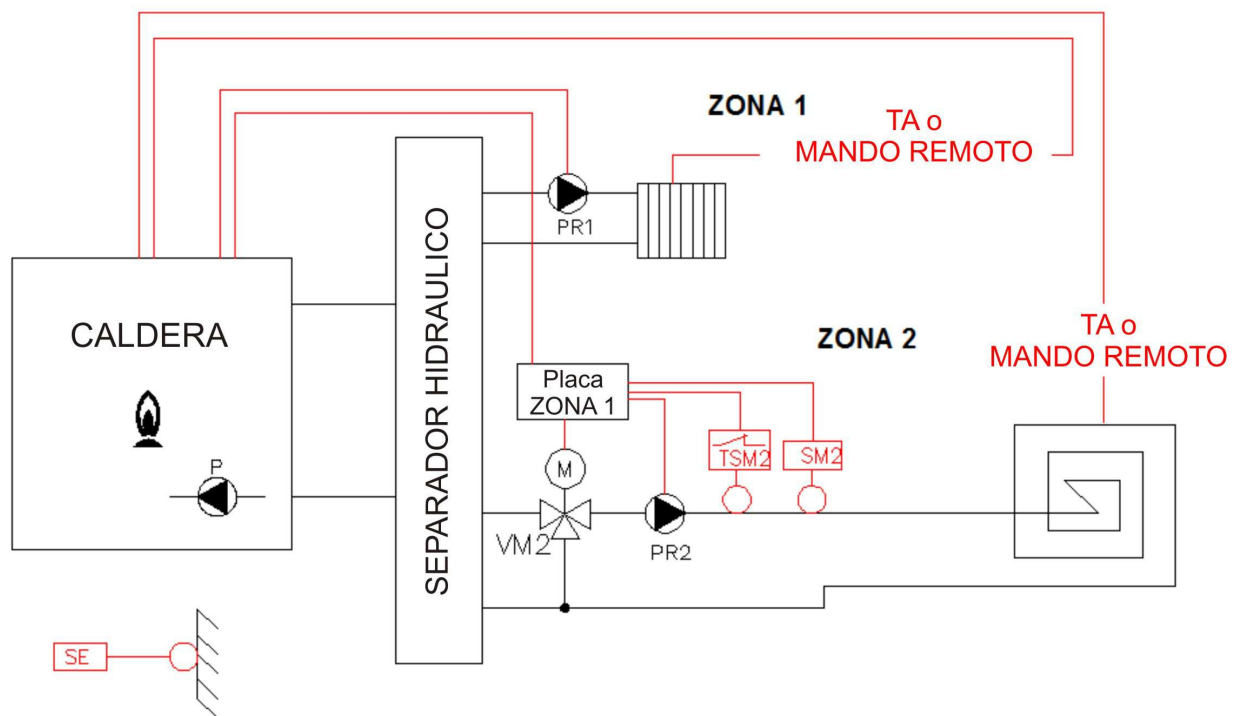 ZONA 1
TA o
MANDO REMOTO
PR1
CALDERA
SEPARADOR HIDRAULICO
ZONA 2
TA o
MANDO REMOTO
Placa
ZONA 1
M
TSM2
SM2
P
VM2
PR2
SE